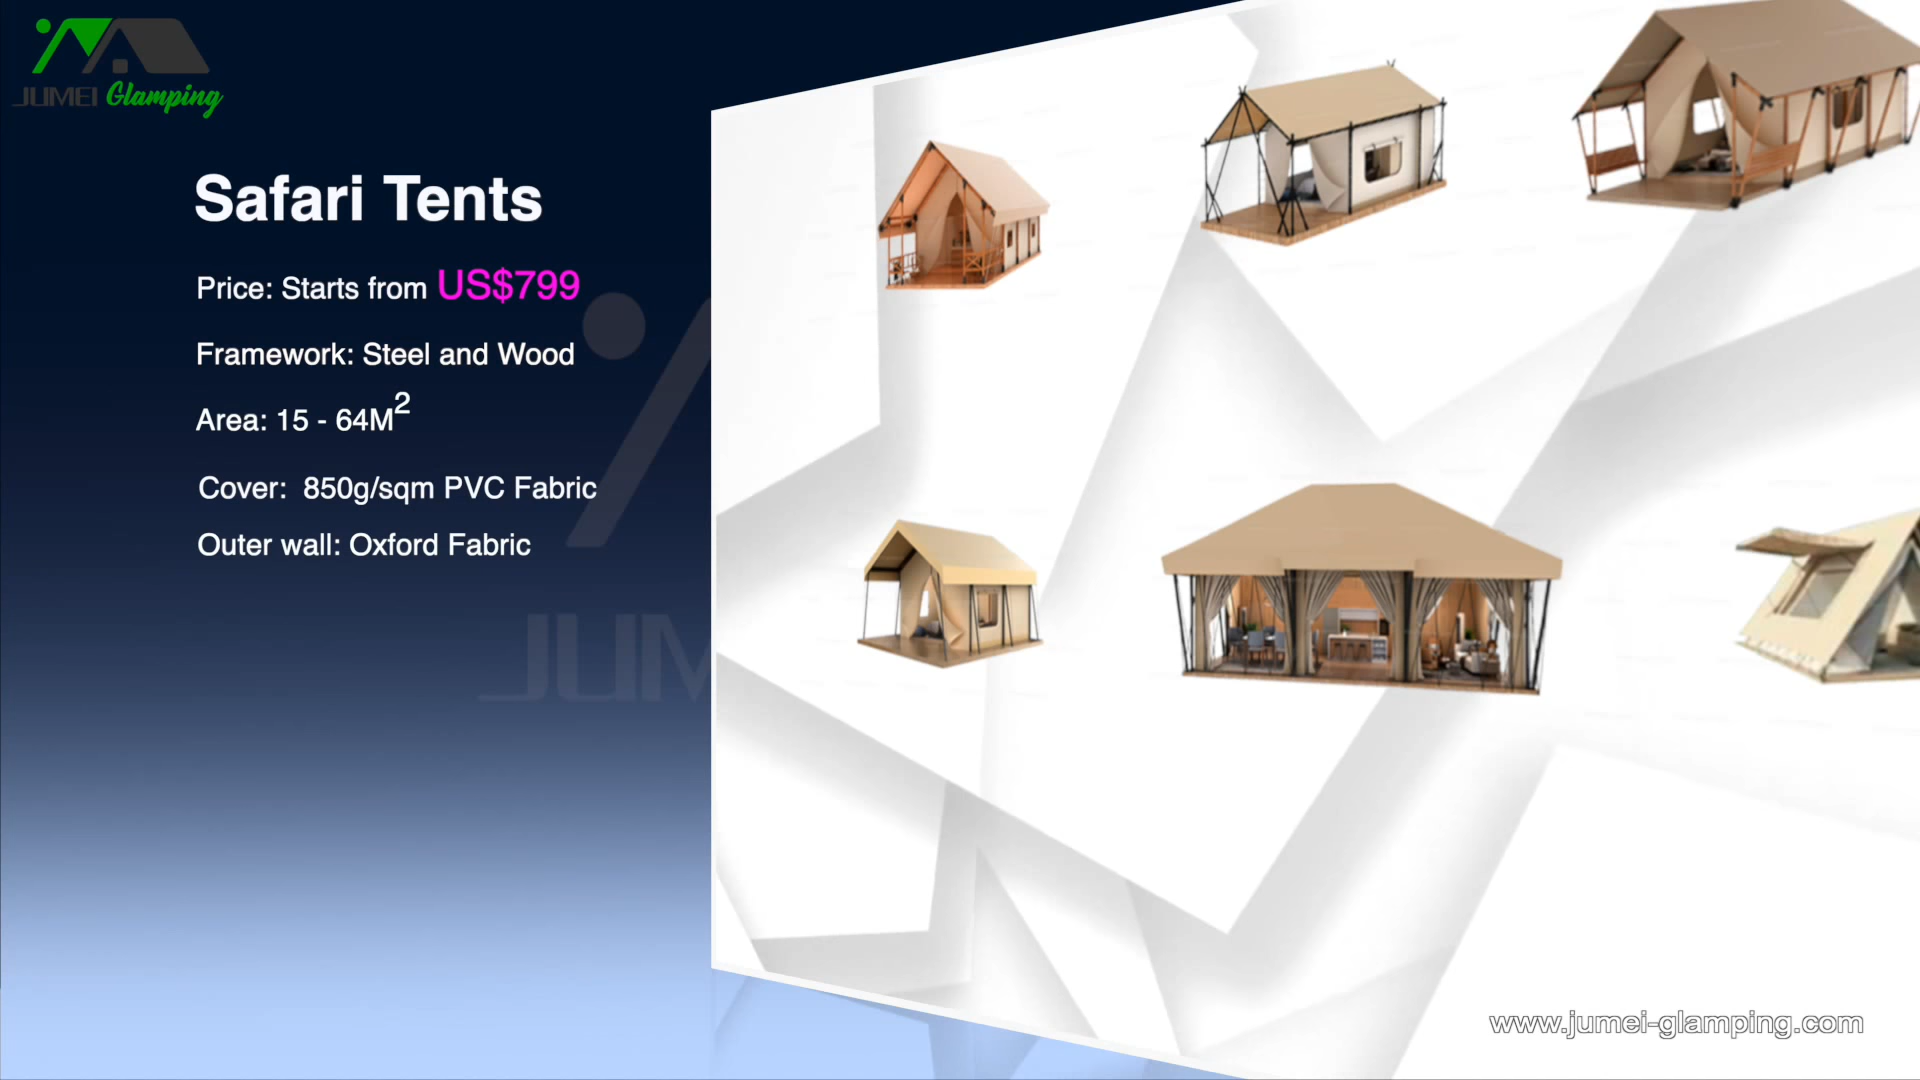 JUMEI Glamping
Safari Tents
Price: Starts from US$799
Framework: Steel and Wood
Area: 15 - 64M²
Cover: 850g/sqm PVC Fabric
Outer wall: Oxford Fabric
JUM
www.jumei-glamping.com